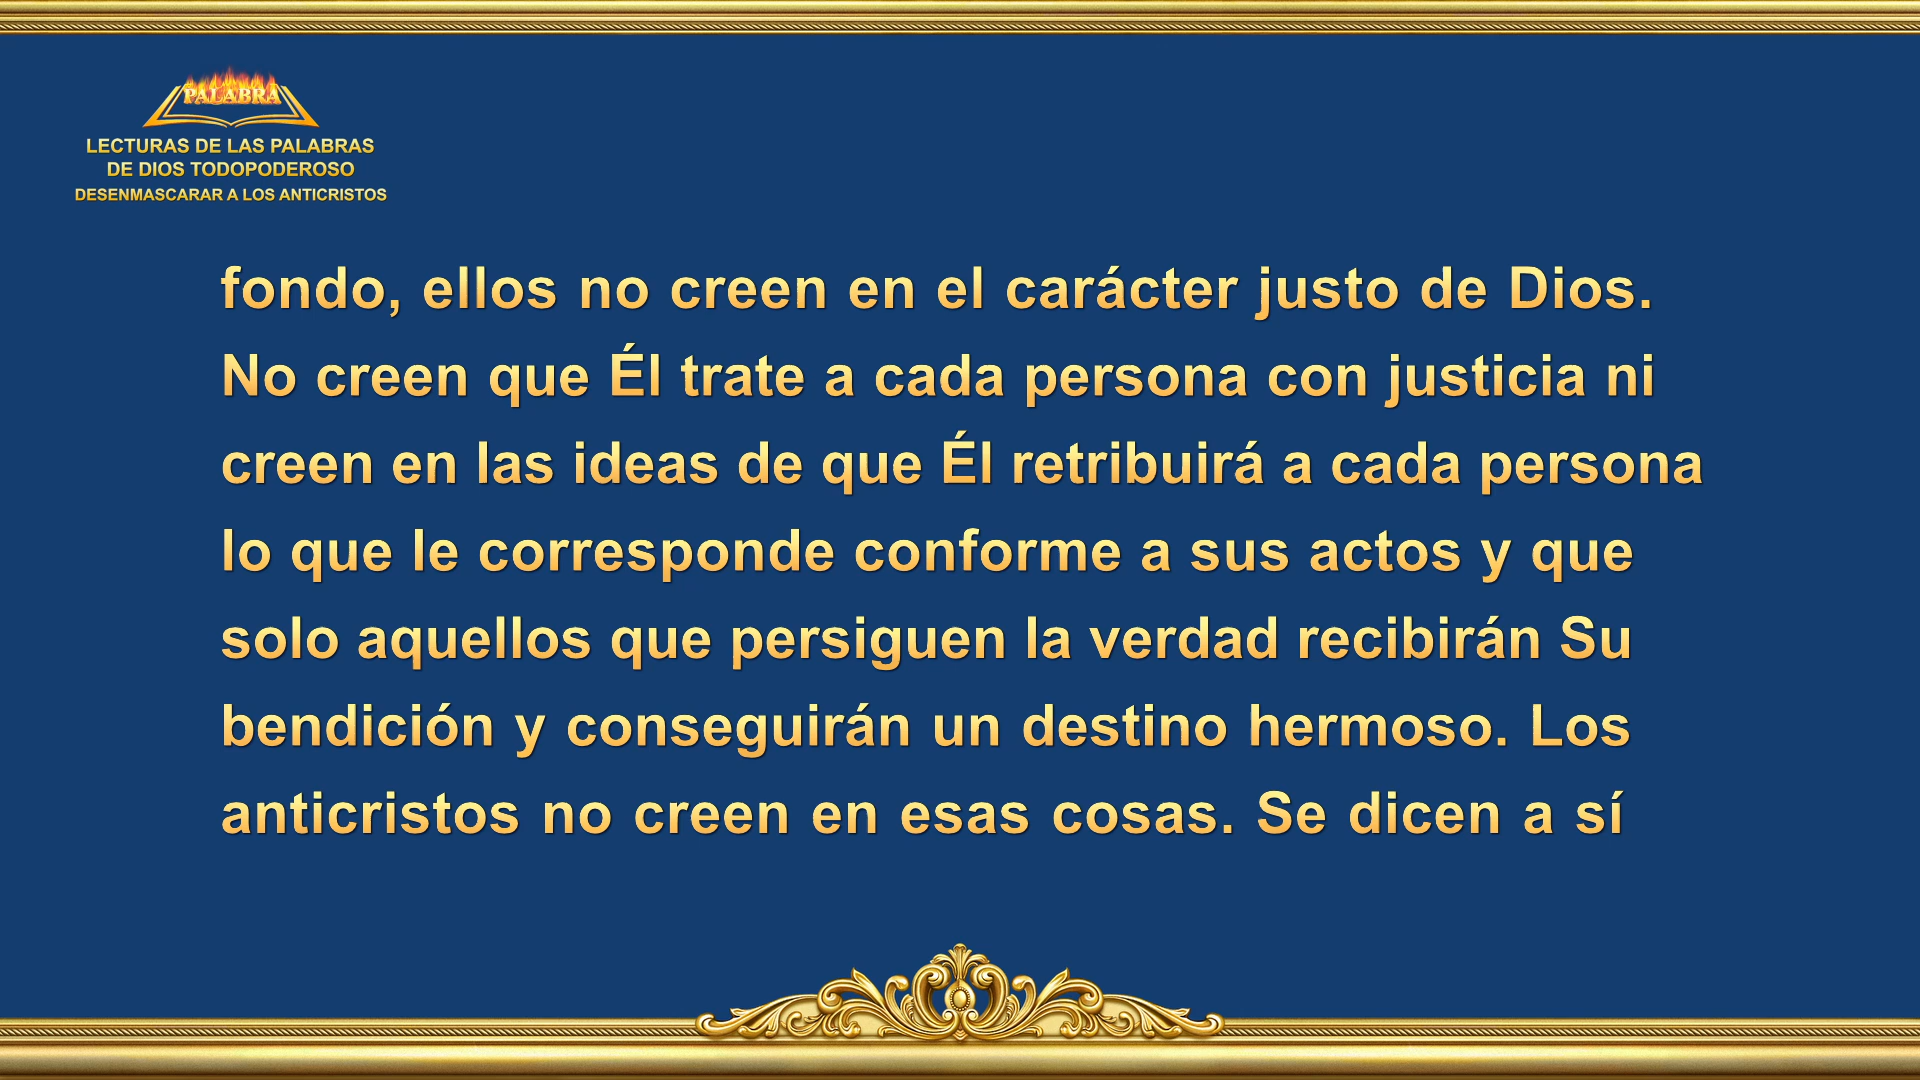 PALABRA
LECTURAS DE LAS PALABRAS
DE DIOS TODOPODEROSO
DESENMASCARAR A LOS ANTICRISTOS
fondo, ellos no creen en el carácter justo de Dios.
No creen que Él trate a cada persona con justicia ni
creen en las ideas de que Él retribuirá a cada persona
lo que le corresponde conforme a sus actos y que
solo aquellos que persiguen la verdad recibirán Su
bendición y conseguirán un destino hermoso. Los
anticristos no creen en esas cosas. Se dicen a sí